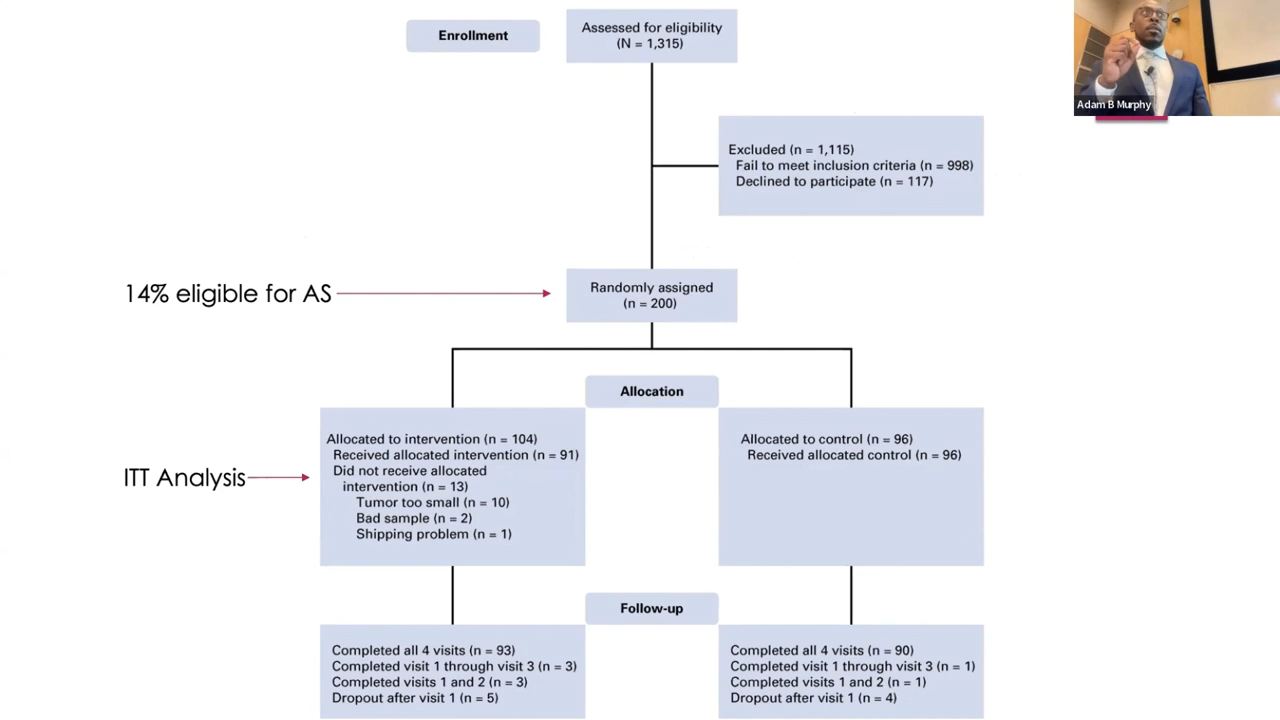 Enrollment
Assessed for eligibility
(N = 1,315)
Adam B Murphy
Excluded (n = 1,115)
Fail to meet inclusion criteria (n = 998)
Declined to participate (n = 117)
14% eligible for AS
Randomly assigned
(n = 200)
Allocation
Allocated to intervention (n = 104)
Received allocated intervention (n = 91)
Did not receive allocated
intervention (n = 13)
Tumor too small (n = 10)
Bad sample (n = 2)
Shipping problem (n = 1)
Allocated to control (n = 96)
Received allocated control (n = 96)
ITT Analysis
Follow-up
Completed all 4 visits (n = 93)
Completed visit 1 through visit 3 (n = 3)
Completed visits 1 and 2 (n = 3)
Dropout after visit 1 (n = 5)
Completed all 4 visits (n = 90)
Completed visit 1 through visit 3 (n = 1)
Completed visits 1 and 2 (n = 1)
Dropout after visit 1 (n = 4)